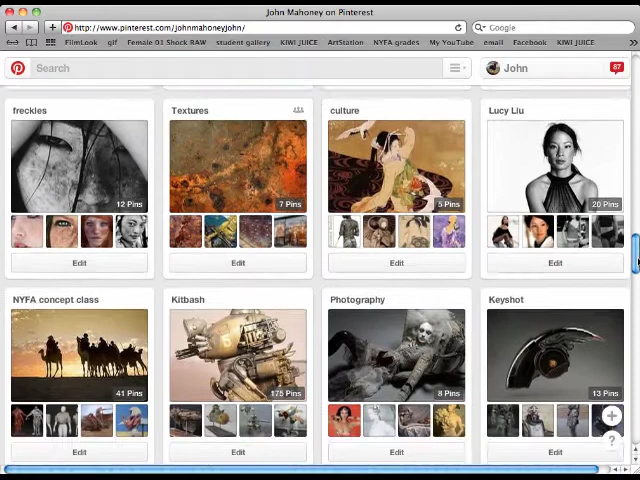 John Mahoney on Pinterest
http://www.pinterest.com/johnmahoneyjohn/
Google
FilmLook gif Female 01 Shock RAW student gallery KIWI JUICE ArtStation NYFA grades My YouTube email Facebook KIWI JUICE
Search
John
87
freckles
Textures
culture
Lucy Liu
12 Pins
7 Pins
5 Pins
20 Pins
Edit
Edit
Edit
Edit
NYFA concept class
Kitbash
Photography
Keyshot
41 Pins
175 Pins
8 Pins
13 Pins
Edit
Edit
Edit
Edit